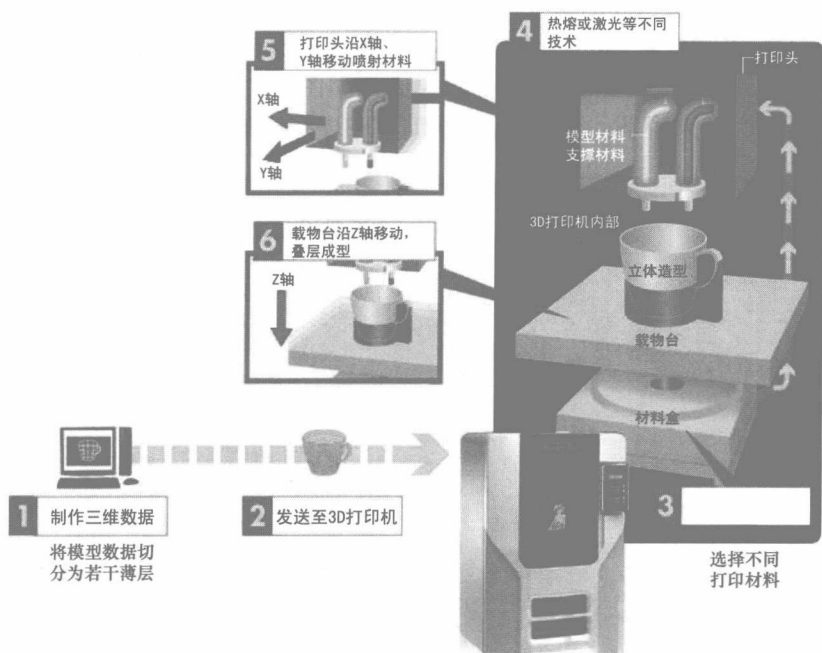 1 制作三维数据
将模型数据切
分为若干薄层
2 发送至3D打印机
3
选择不同
打印材料
4 热熔或激光等不同
技术
打印头
模型材料
支撑材料
3D打印机内部
立体造型
载物台
材料盒
5 打印头沿X轴、
Y轴移动喷射材料
X轴
Y轴
6 载物台沿Z轴移动，
叠层成型
Z轴